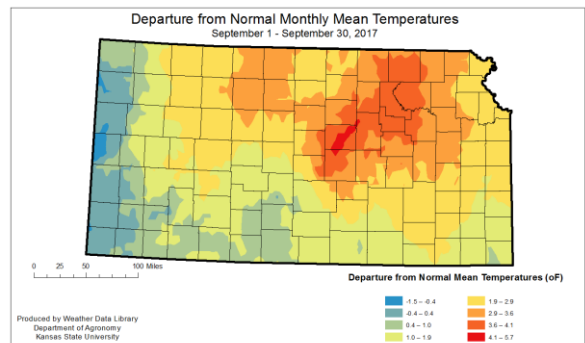 Departure from Normal Monthly Mean Temperatures
September 1 - September 30, 2017
0 25 50 100 Miles
Departure from Normal Mean Temperatures (oF)
-1.5 – -0.4
-0.4 – 0.4
0.4 – 1.0
1.0 – 1.9
1.9 – 2.9
2.9 – 3.6
3.6 – 4.1
4.1 – 5.7
Produced by Weather Data Library
Department of Agronomy
Kansas State University